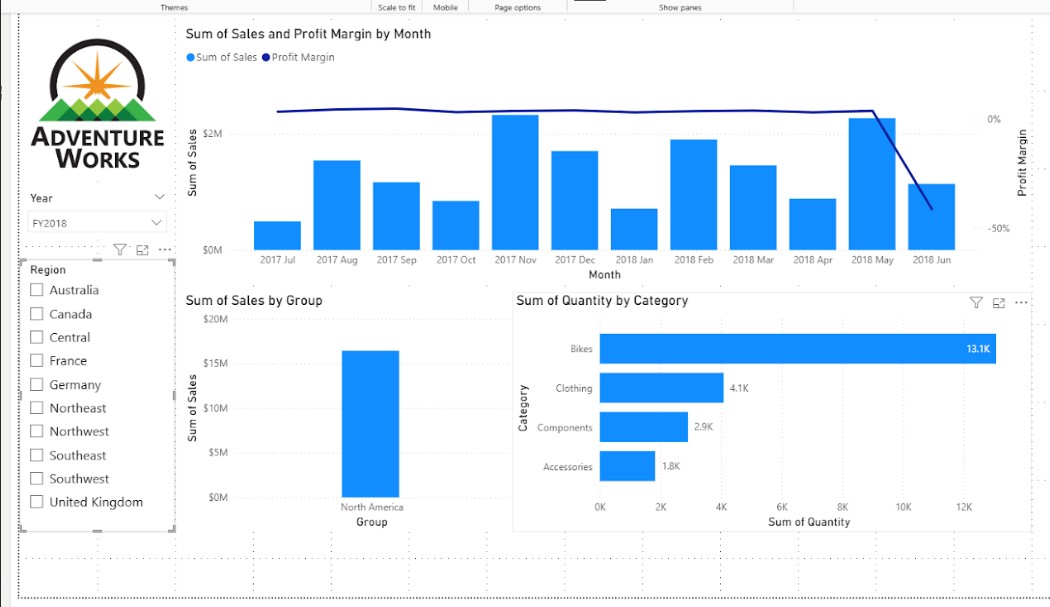 Themes
Scale to fit
Mobile
Page options
Show panes
ADVENTURE
WORKS
Year
FY2018
Region
Australia
Canada
Central
France
Germany
Northeast
Northwest
Southeast
Southwest
United Kingdom
Sum of Sales and Profit Margin by Month
Sum of Sales Profit Margin
Sum of Sales
$2M
$0M
0%
-50%
Profit Margin
2017 Jul 2017 Aug 2017 Sep 2017 Oct 2017 Nov 2017 Dec 2018 Jan 2018 Feb 2018 Mar 2018 Apr 2018 May 2018 Jun
Month
Sum of Sales by Group
Sum of Sales
$20M
$15M
$10M
$5M
$0M
North America
Group
Sum of Quantity by Category
Category
Bikes 13.1K
Clothing 4.1K
Components 2.9K
Accessories 1.8K
0K 2K 4K 6K 8K 10K 12K
Sum of Quantity